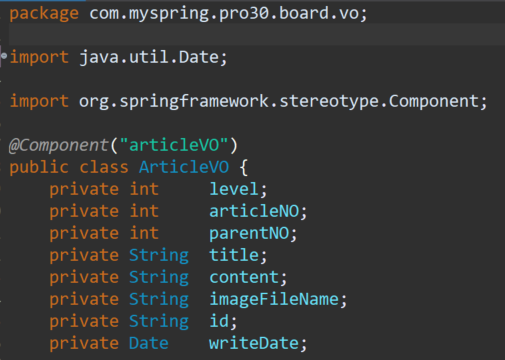 package com.myspring.pro30.board.vo;
import java.util.Date;
import org.springframework.stereotype.Component;
@Component("articleVO")
public class ArticleVO {
private int level;
private int articleNO;
private int parentNO;
private String title;
private String content;
private String imageFileName;
private String id;
private Date writeDate;